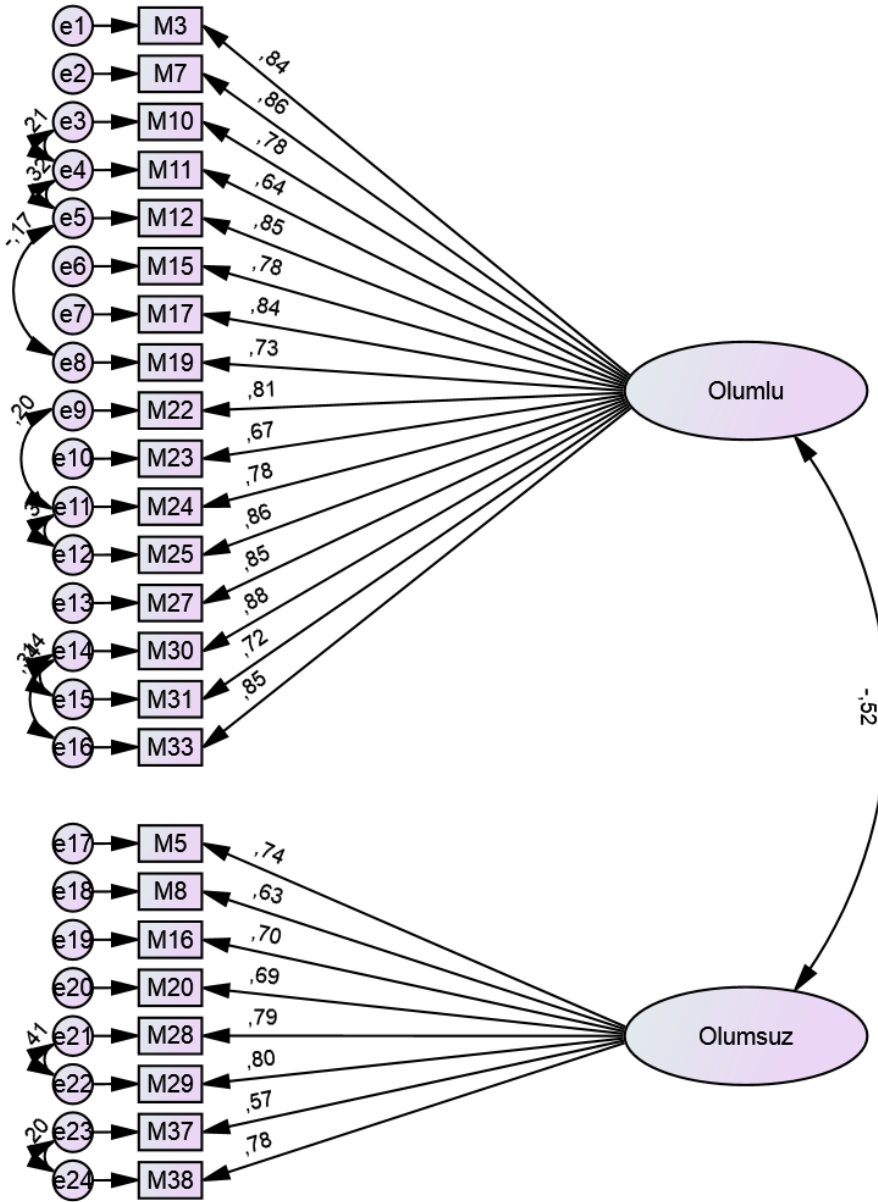 e1 M3 ,84
e2 M7 ,86
,21
e3 M10 ,78
e4 M11 ,64
,32
e5 M12 ,85
-,17
e6 M15 ,78
e7 M17 ,84
e8 M19 ,73
Olumlu
e9 M22 ,81
,20
e10 M23 ,67
e11 M24 ,78
e12 M25 ,86
e13 M27 ,85
e14 M30 ,88
e15 M31 ,72
e16 M33 ,85
-,52
e17 M5 ,74
e18 M8 ,63
e19 M16 ,70
e20 M20 ,69
e21 M28 ,79
,41
Olumsuz
e22 M29 ,80
e23 M37 ,57
,20
e24 M38 ,78